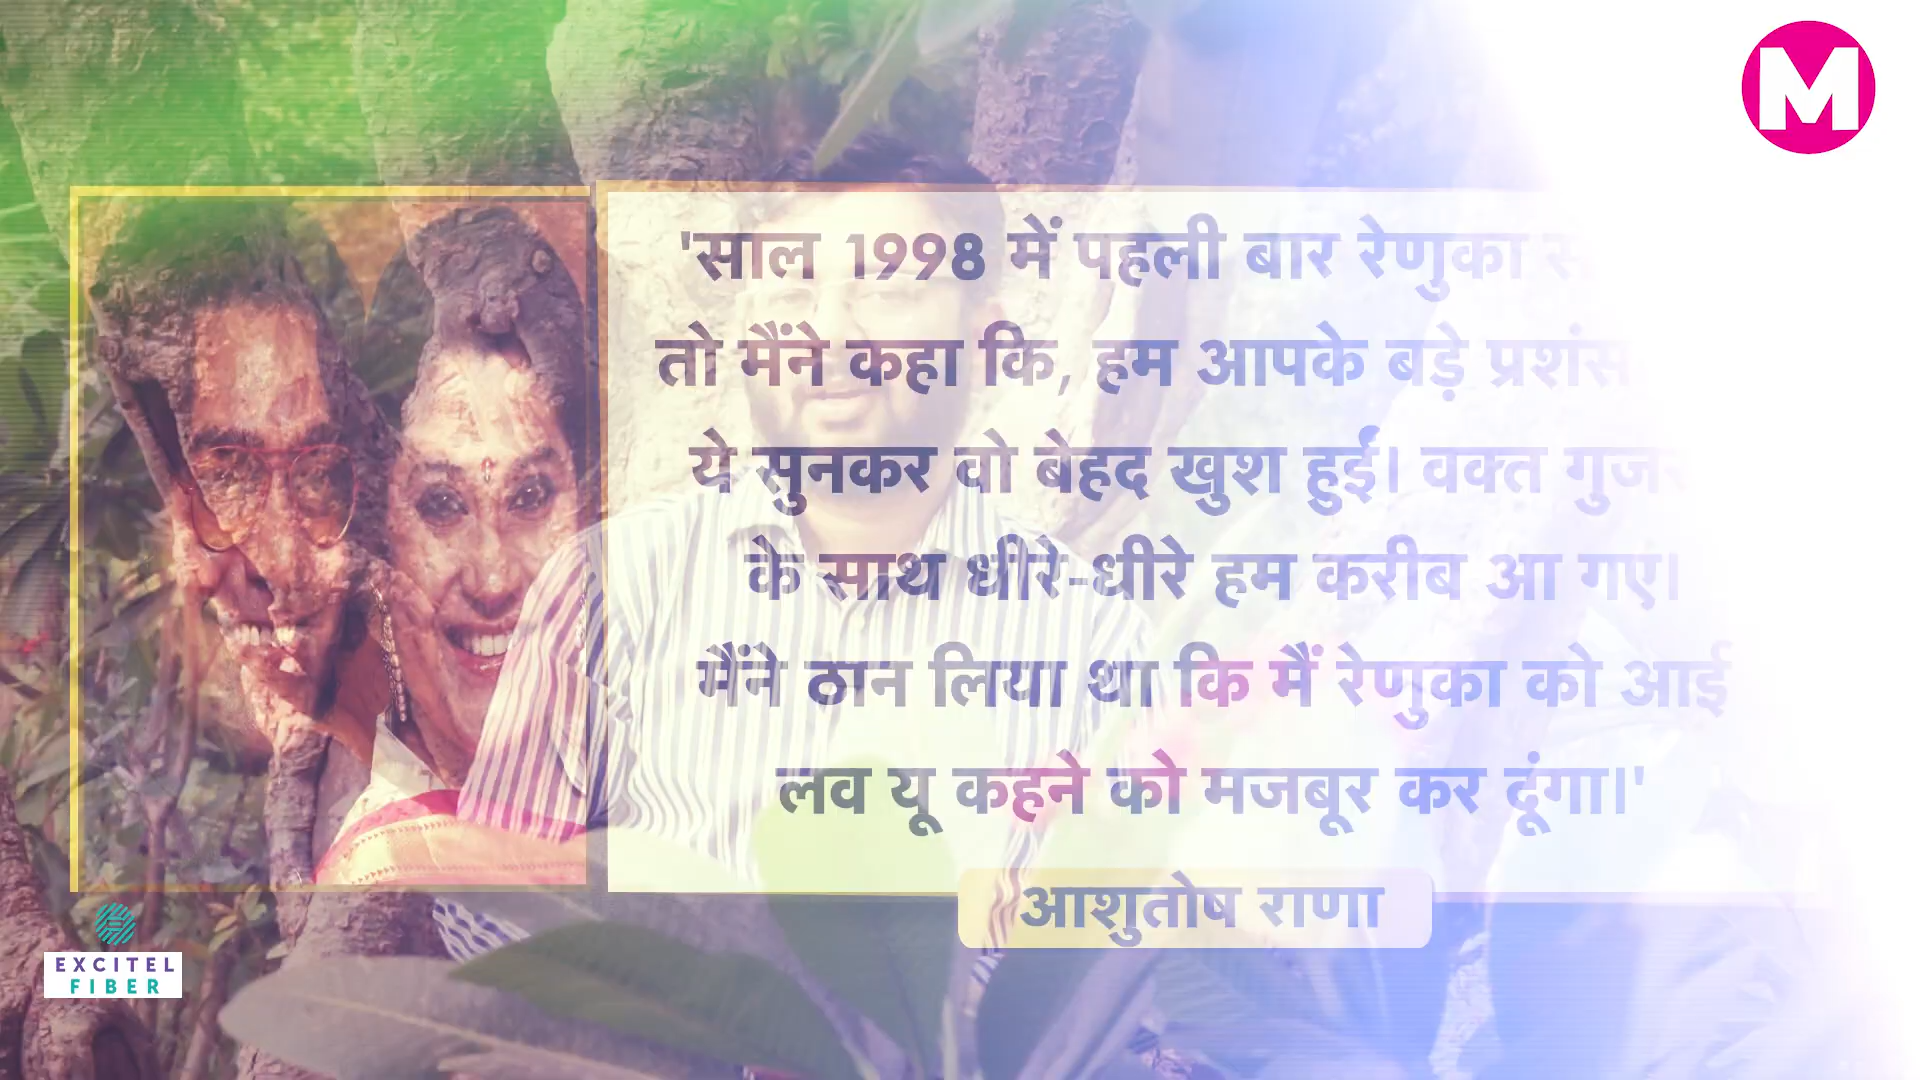 'साल 1998 में पहली बार रेणुका
तो मैंने कहा कि, हम आपके बड़े
ये सुनकर वो बेहद खुश हुईं। वक्त
के साथ धीरे-धीरे हम करीब आ गए।
मैंने ठान लिया था कि मैं रेणुका को आई
लव यू कहने को मजबूर कर दूंगा।'
आशुतोष राणा
M
EXCITEL
FIBER